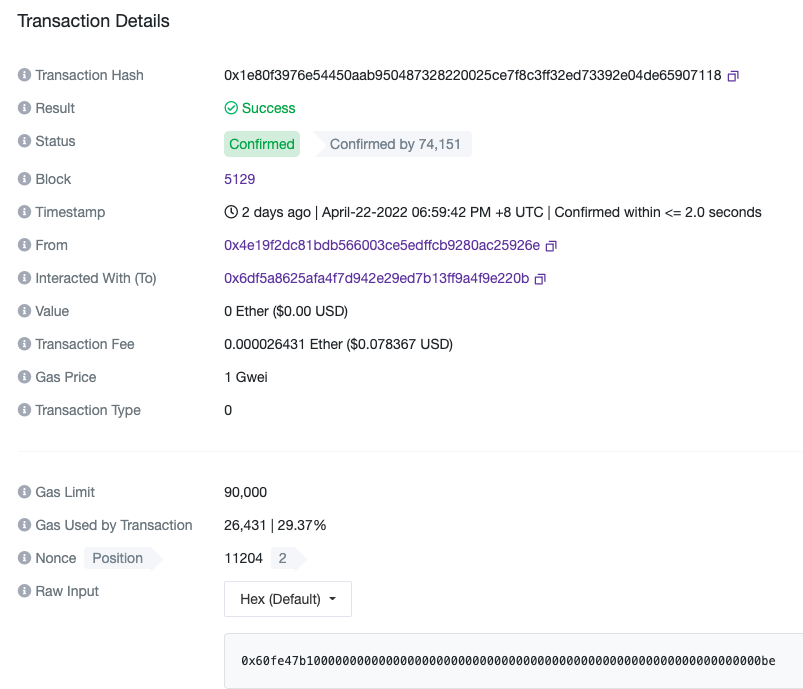 Transaction Details
Transaction Hash 0x1e80f3976e54450aab950487328220025ce7f8c3ff32ed73392e04de65907118
Result Success
Status Confirmed Confirmed by 74,151
Block 5129
Timestamp 2 days ago | April-22-2022 06:59:42 PM +8 UTC | Confirmed within <= 2.0 seconds
From 0x4e19f2dc81bdb566003ce5edffcb9280ac25926e
Interacted With (To) 0x6df5a8625afa4f7d942e29ed7b13ff9a4f9e220b
Value 0 Ether ($0.00 USD)
Transaction Fee 0.000026431 Ether ($0.078367 USD)
Gas Price 1 Gwei
Transaction Type 0
Gas Limit 90,000
Gas Used by Transaction 26,431 | 29.37%
Nonce Position 11204 2
Raw Input Hex (Default)
0x60fe47b100000000000000000000000000000000000000000000000000000000000000be